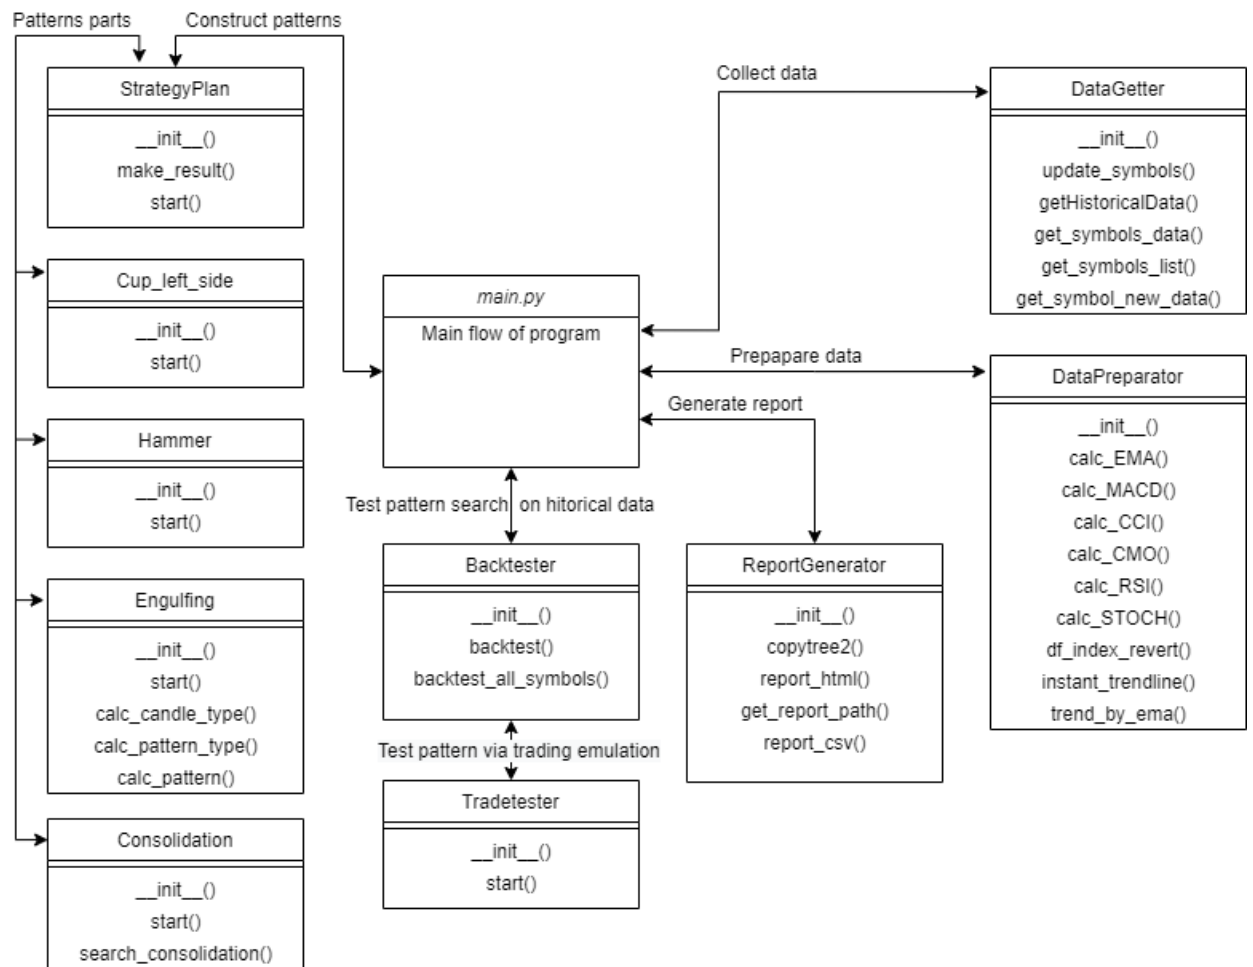 Patterns parts
Construct patterns
StrategyPlan
__init__()
make_result()
start()
Cup_left_side
__init__()
start()
Hammer
__init__()
start()
Engulfing
__init__()
start()
calc_candle_type()
calc_pattern_type()
calc_pattern()
Consolidation
__init__()
start()
search_consolidation()
main.py
Main flow of program
Test pattern search on hitorical data
Backtester
__init__()
backtest()
backtest_all_symbols()
Test pattern via trading emulation
Tradetester
__init__()
start()
Collect data
Prepapare data
Generate report
ReportGenerator
__init__()
copytree2()
report_html()
get_report_path()
report_csv()
DataGetter
__init__()
update_symbols()
getHistoricalData()
get_symbols_data()
get_symbols_list()
get_symbol_new_data()
DataPreparator
__init__()
calc_EMA()
calc_MACD()
calc_CCI()
calc_CMO()
calc_RSI()
calc_STOCH()
df_index_revert()
instant_trendline()
trend_by_ema()